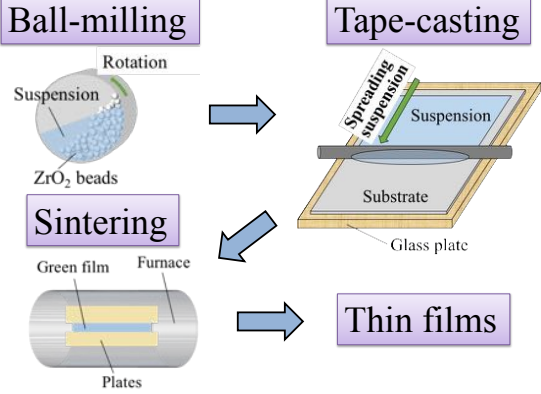 Ball-milling
Tape-casting
Rotation
Suspension
ZrO₂ beads
Spreading
suspension
Suspension
Substrate
Glass plate
Sintering
Green film
Furnace
Plates
Thin films